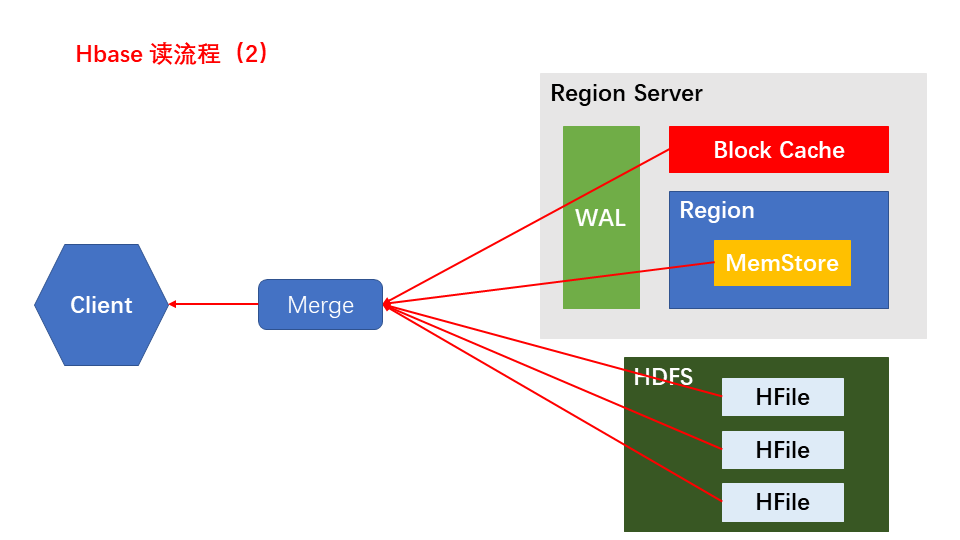 Hbase 读流程（2）
Region Server
Block Cache
WAL
Region
MemStore
Client
Merge
HDFS
HFile
HFile
HFile